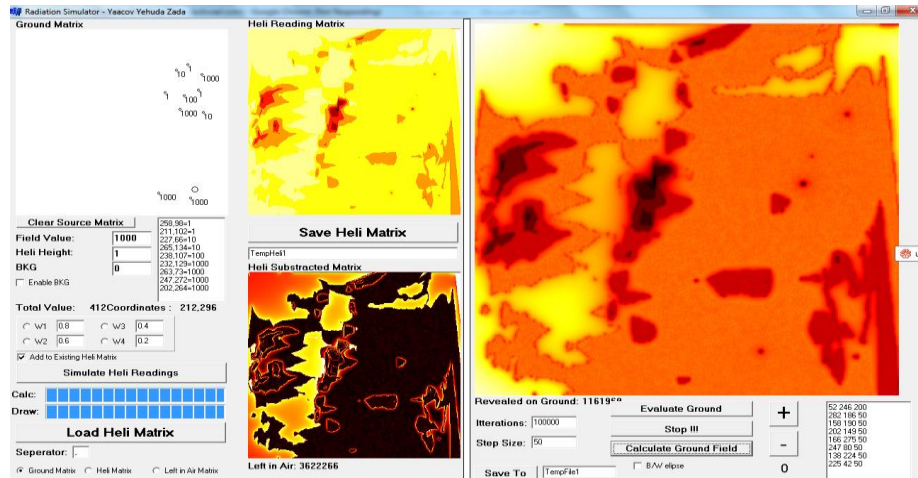 Radiation Simulator - Yaacov Yehuda Zada
Ground Matrix
10
1
1000
1
1
100
1000
10
1000
1000
Clear Source Matrix
Field Value: 1000
Heli Height: 1
BKG 0
Enable BKG
258,98=1
211,102=1
227,66=10
265,134=10
238,107=100
232,129=1000
263,73=1000
247,272=1000
202,264=1000
Total Value: 412Coordinates : 212,296
W1 0.8 W3 0.4
W2 0.6 W4 0.2
Add to Existing Heli Matrix
Simulate Heli Readings
Calc:
Draw:
Load Heli Matrix
Seperator: .
Ground Matrix Heli Matrix Left in Air Matrix
Heli Reading Matrix
Save Heli Matrix
TempHeli1
Heli Substracted Matrix
Left in Air: 3622266
Revealed on Ground:
Itterations: 100000
Step Size: 50
Save To TempFile1
Evaluate Ground
Stop !!!
Calculate Ground Field
B/W elipse
+
-
0
52 246 200
282 186 50
158 190 50
202 149 50
166 275 50
247 80 50
138 224 50
225 42 50